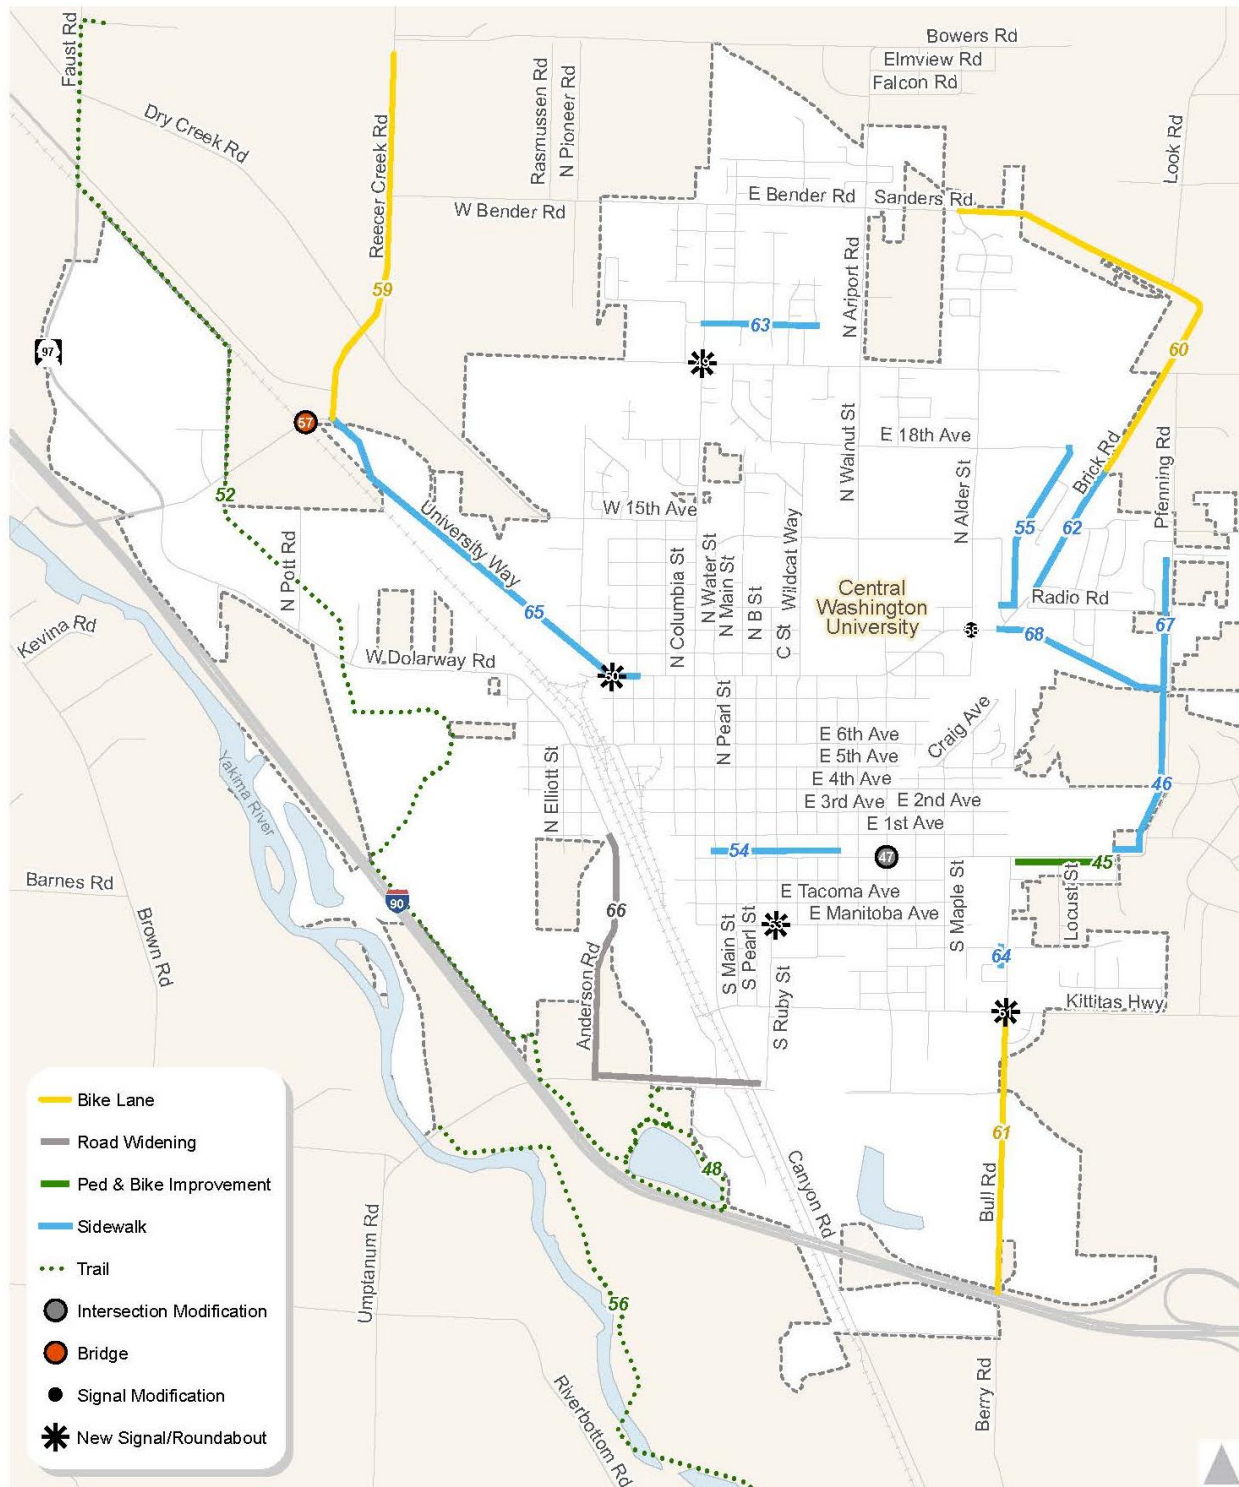 Faust Rd
Bowers Rd
Elmview Rd
Falcon Rd
Look Rd
Dry Creek Rd
Rasmussen Rd
N Pioneer Rd
Reecer Creek Rd
W Bender Rd
E Bender Rd
Sanders Rd
N Ariport Rd
59
63
97
49
60
57
E 18th Ave
N Walnut St
Brick Rd
Pfenning Rd
N Alder St
52
W 15th Ave
University Way
55
62
N Pott Rd
N Columbia St
N Water St
N Main St
N B St
C St
Wildcat Way
Central
Washington
University
Radio Rd
65
58
68
67
Kevina Rd
W Dolarway Rd
50
N Pearl St
Craig Ave
E 6th Ave
E 5th Ave
E 4th Ave
E 3rd Ave
E 2nd Ave
E 1st Ave
46
Yakima River
N Elliott St
54
47
45
Barnes Rd
90
66
E Tacoma Ave
E Manitoba Ave
53
S Maple St
Locust St
Brown Rd
Anderson Rd
S Main St
S Pearl St
S Ruby St
64
Kittitas Hwy
51
61
Bull Rd
48
Canyon Rd
Umptanum Rd
56
Riverbottom Rd
Berry Rd
Bike Lane
Road Widening
Ped & Bike Improvement
Sidewalk
Trail
Intersection Modification
Bridge
Signal Modification
New Signal/Roundabout